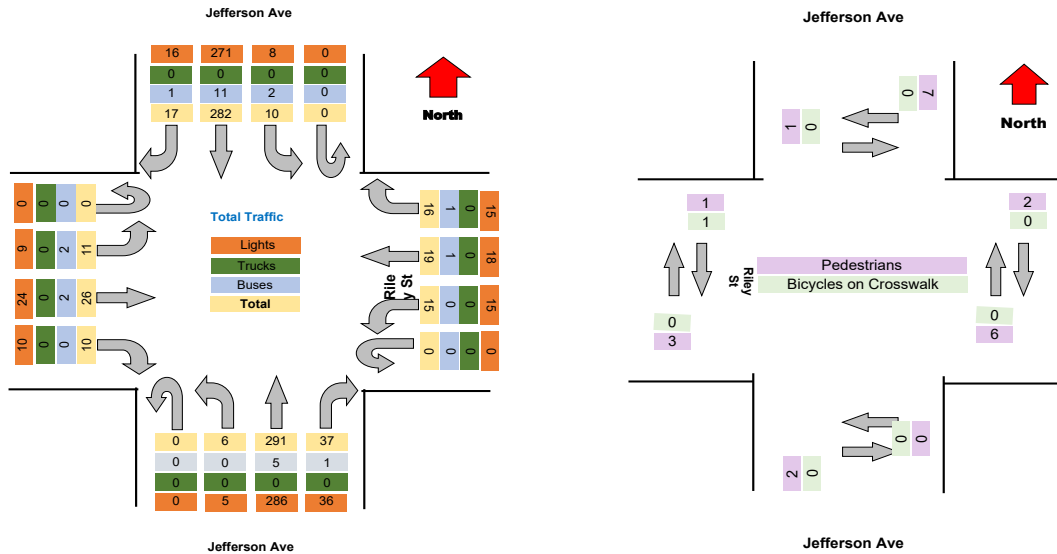 Jefferson Ave
16 271 8 0
0 0 0 0
1 11 2 0
17 282 10 0
North
0 0 0 0
9 0 2 11
24 0 2 26
10 0 0 10
Total Traffic
Lights
Trucks
Buses
Total
16 1 0 15
19 1 0 18
Rile
y St
15 0 0 15
0 0 0 0
0 6 291 37
0 0 5 1
0 0 0 0
0 5 286 36
Jefferson Ave
Jefferson Ave
0 7
1 0
North
1
1
2
0
Riley
St
Pedestrians
Bicycles on Crosswalk
0
3
0
6
0 0
2 0
Jefferson Ave